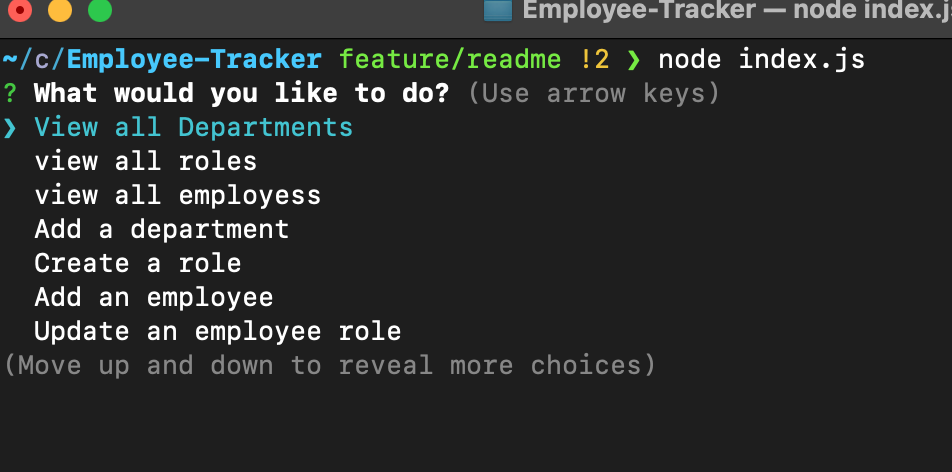 Employee-Tracker — node index.js
~/c/Employee-Tracker feature/readme !2 ❯ node index.js
? What would you like to do? (Use arrow keys)
❯ View all Departments
view all roles
view all employess
Add a department
Create a role
Add an employee
Update an employee role
(Move up and down to reveal more choices)